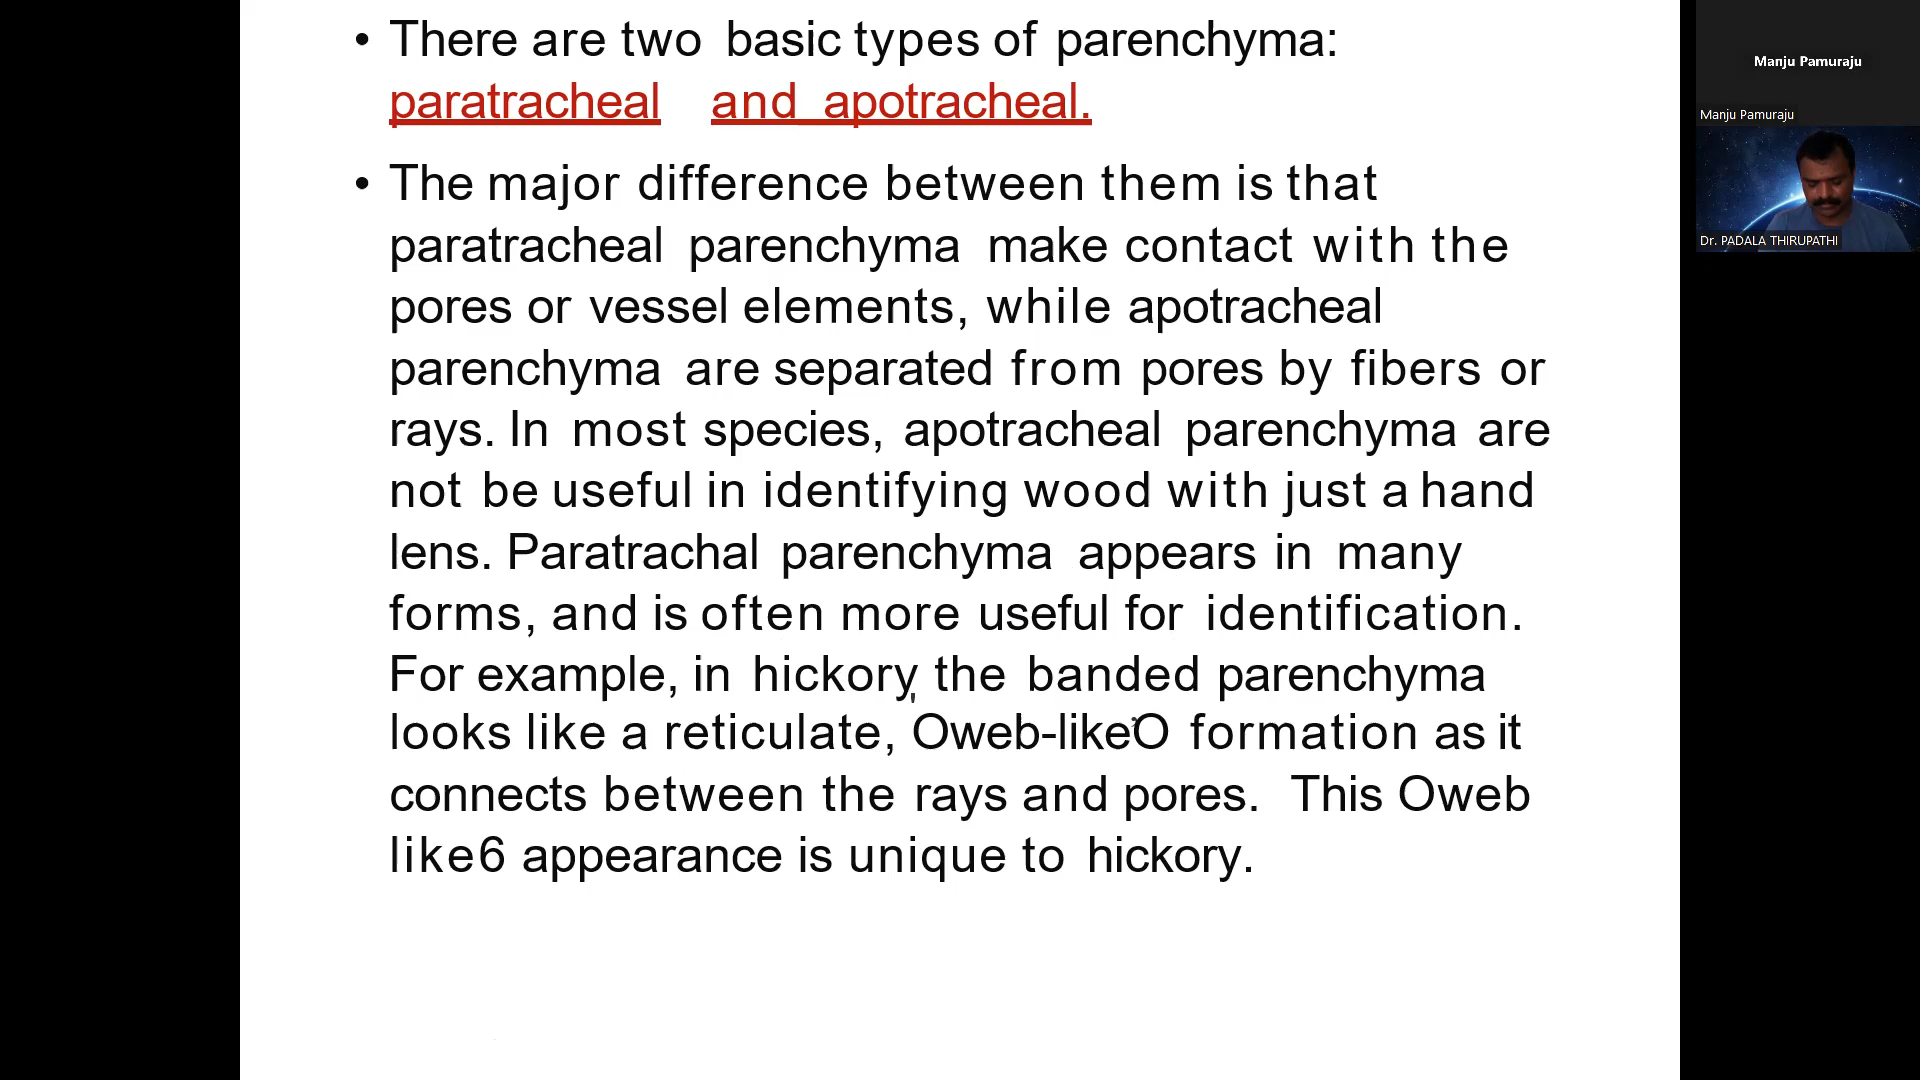 • There are two basic types of parenchyma:
paratracheal and apotracheal.
• The major difference between them is that
paratracheal parenchyma make contact with the
pores or vessel elements, while apotracheal
parenchyma are separated from pores by fibers or
rays. In most species, apotracheal parenchyma are
not be useful in identifying wood with just a hand
lens. Paratrachal parenchyma appears in many
forms, and is often more useful for identification.
For example, in hickory the banded parenchyma
looks like a reticulate, Oweb-likeO formation as it
connects between the rays and pores. This Oweb
like6 appearance is unique to hickory.
Manju Pamuraju
Manju Pamuraju
Dr. PADALA THIRUPATHI